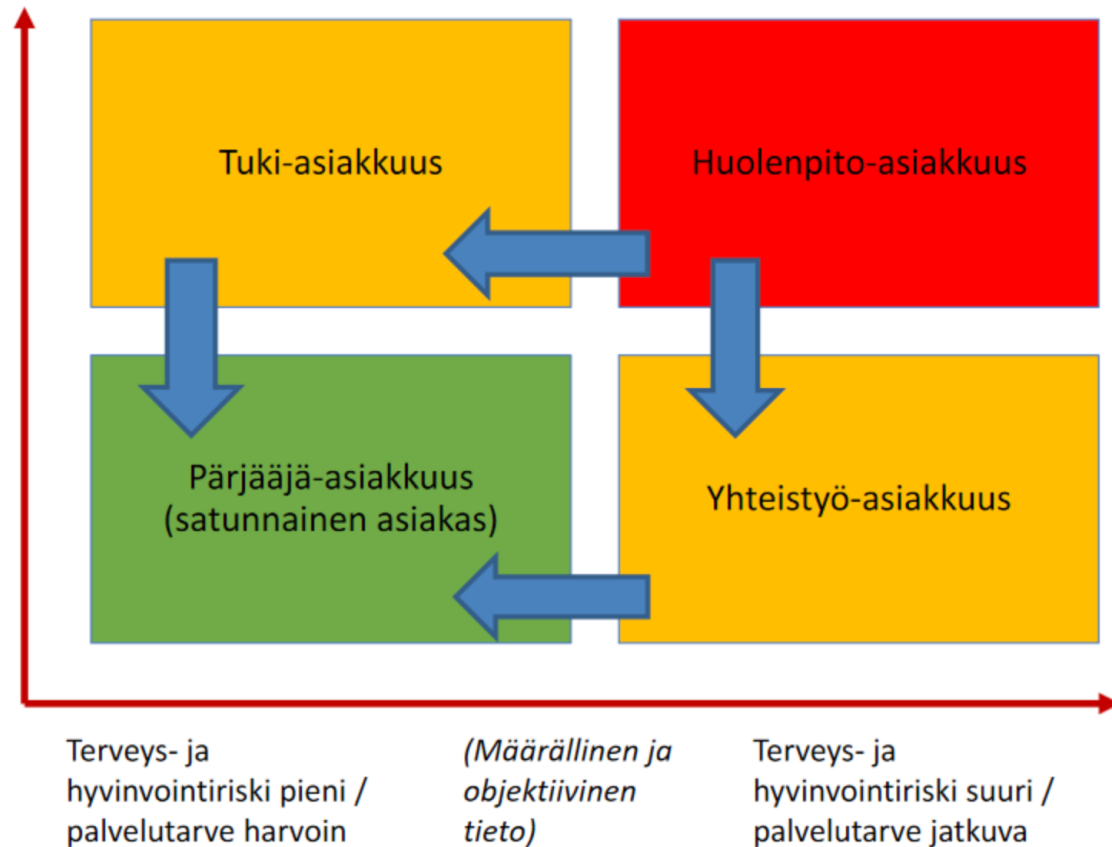 Tuki-asiakkuus
Huolenpito-asiakkuus
Pärjääjä-asiakkuus
(satunnainen asiakas)
Yhteistyö-asiakkuus
Terveys- ja
hyvinvointiriski pieni /
palvelutarve harvoin
(Määrällinen ja
objektiivinen
tieto)
Terveys- ja
hyvinvointiriski suuri /
palvelutarve jatkuva